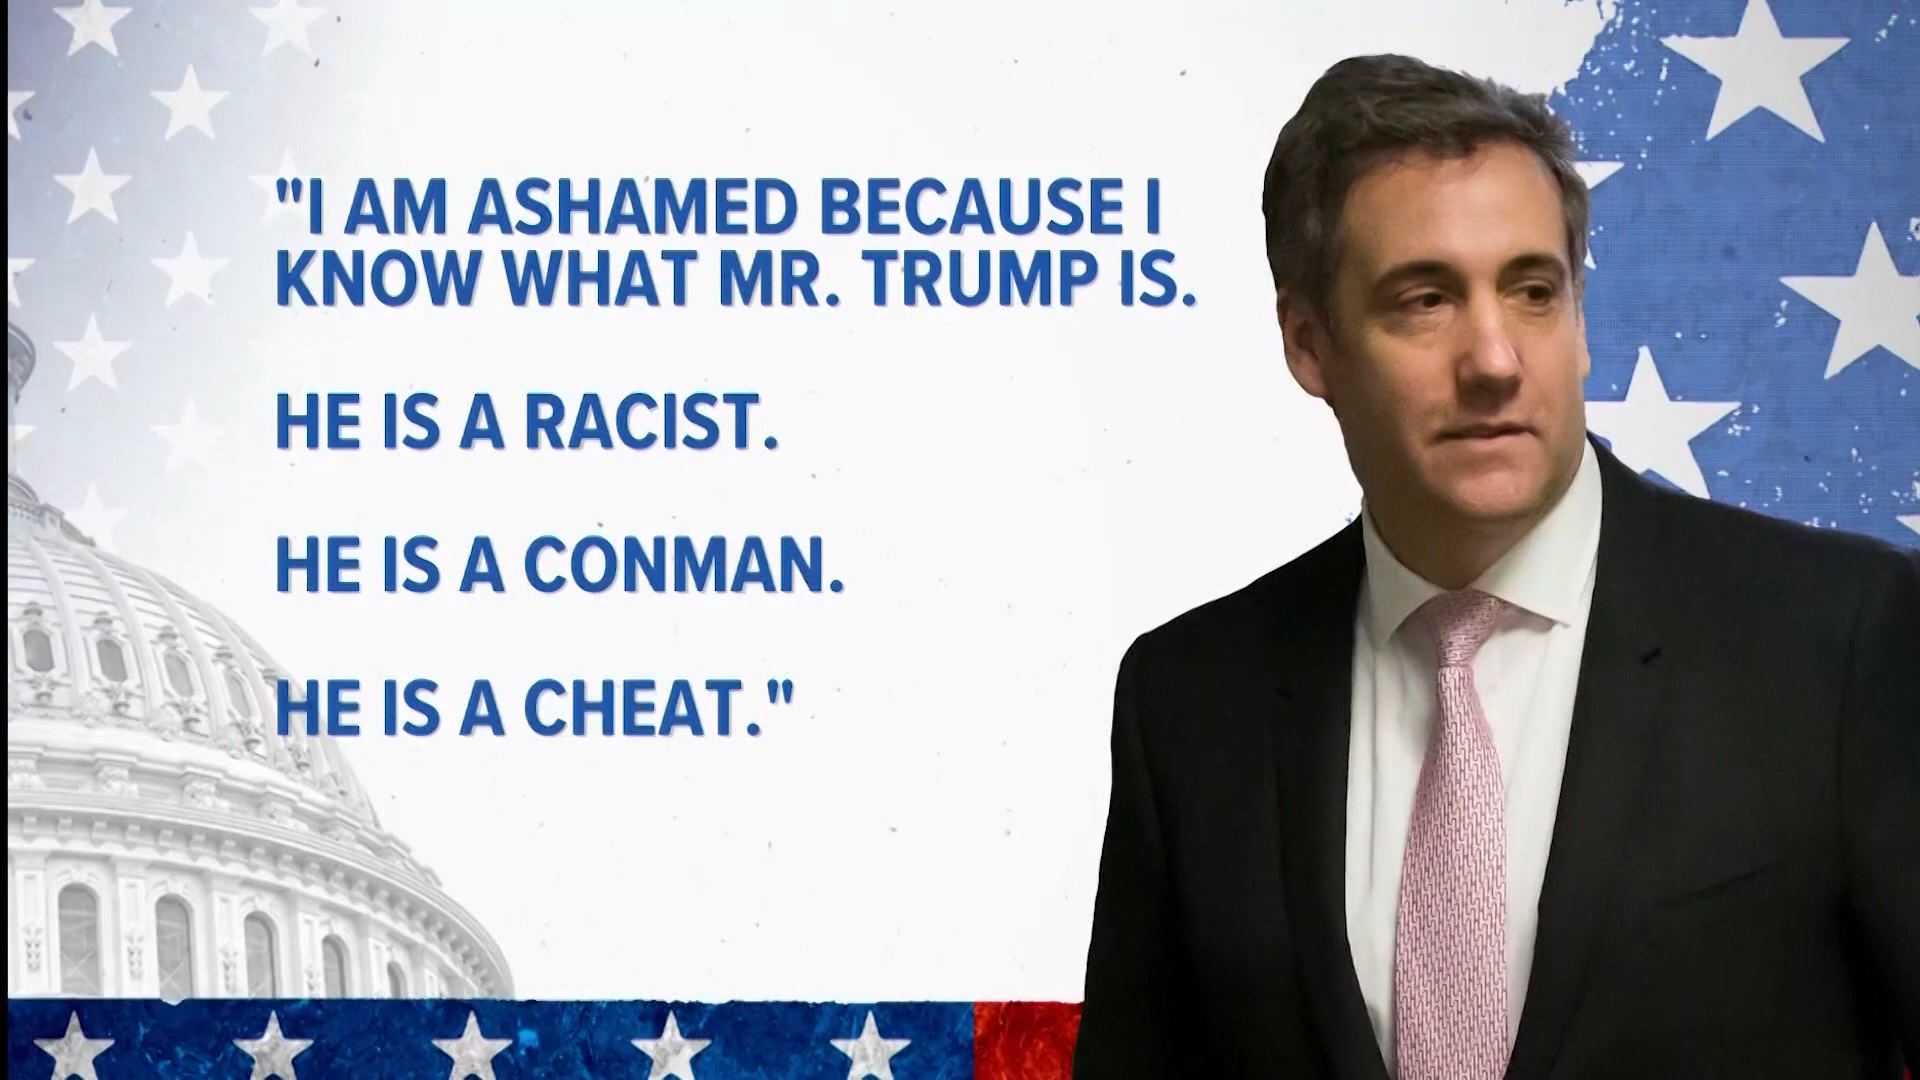 "I AM ASHAMED BECAUSE I
KNOW WHAT MR. TRUMP IS.
HE IS A RACIST.
HE IS A CONMAN.
HE IS A CHEAT."